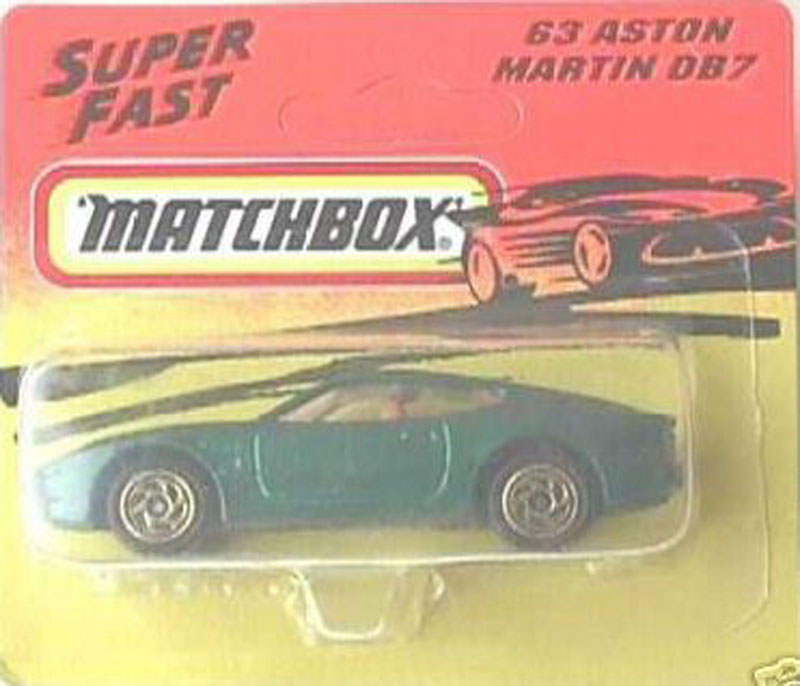 SUPER
FAST
63 ASTON
MARTIN DB7
'MATCHBOX'®